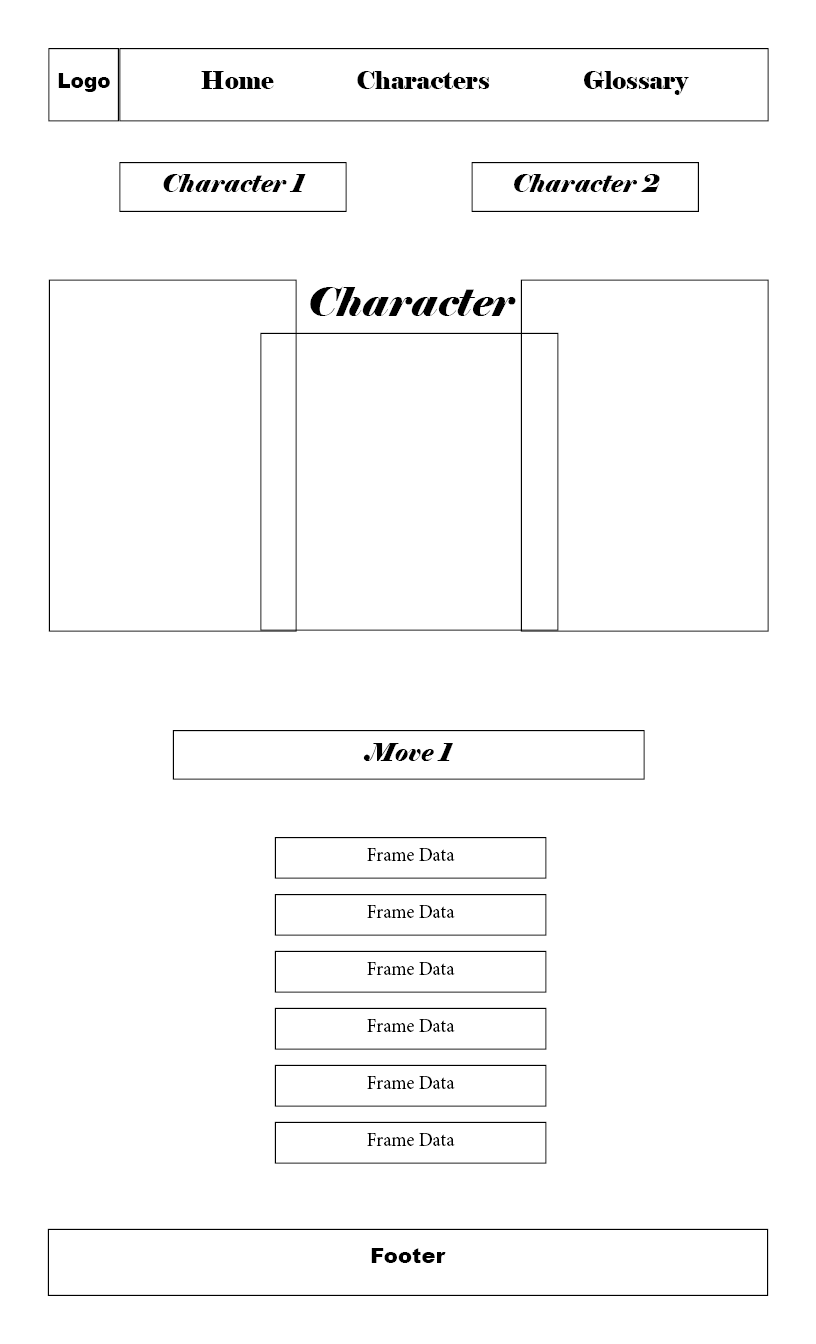 Logo
Home
Characters
Glossary
Character 1
Character 2
Character
Move 1
Frame Data
Frame Data
Frame Data
Frame Data
Frame Data
Frame Data
Footer